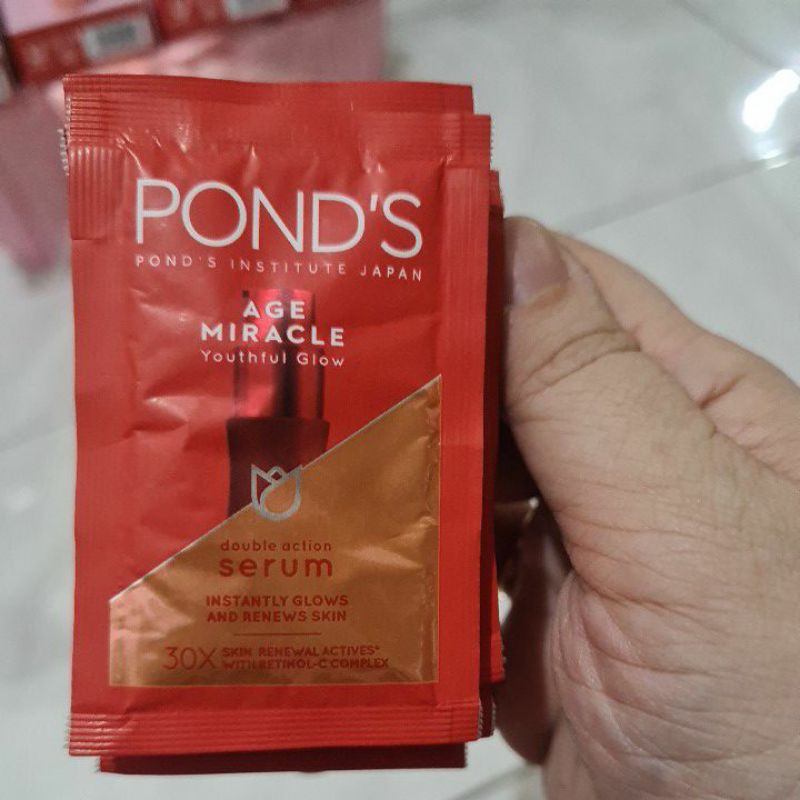 POND'S
POND'S INSTITUTE JAPAN
AGE
MIRACLE
Youthful Glow
double action
serum
INSTANTLY GLOWS
AND RENEWS SKIN
30X SKIN RENEWAL ACTIVES*
WITH RETINOL-C COMPLEX